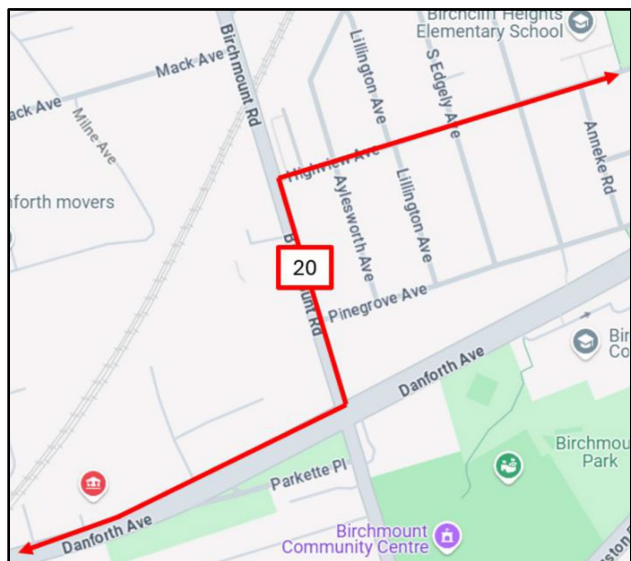 Birchcliff Heights
Elementary School
Mack Ave
Birchmount Rd
Lillington Ave
S Edgely Ave
ack Ave
Milne Ave
Highview Ave
Anneke Rd
nforth movers
Aylesworth Ave
Lillington Ave
20
Pinegrove Ave
Danforth Ave
Bir
Co
Birchmou
Park
Parkette Pl
Danforth Ave
Birchmount
Community Centre